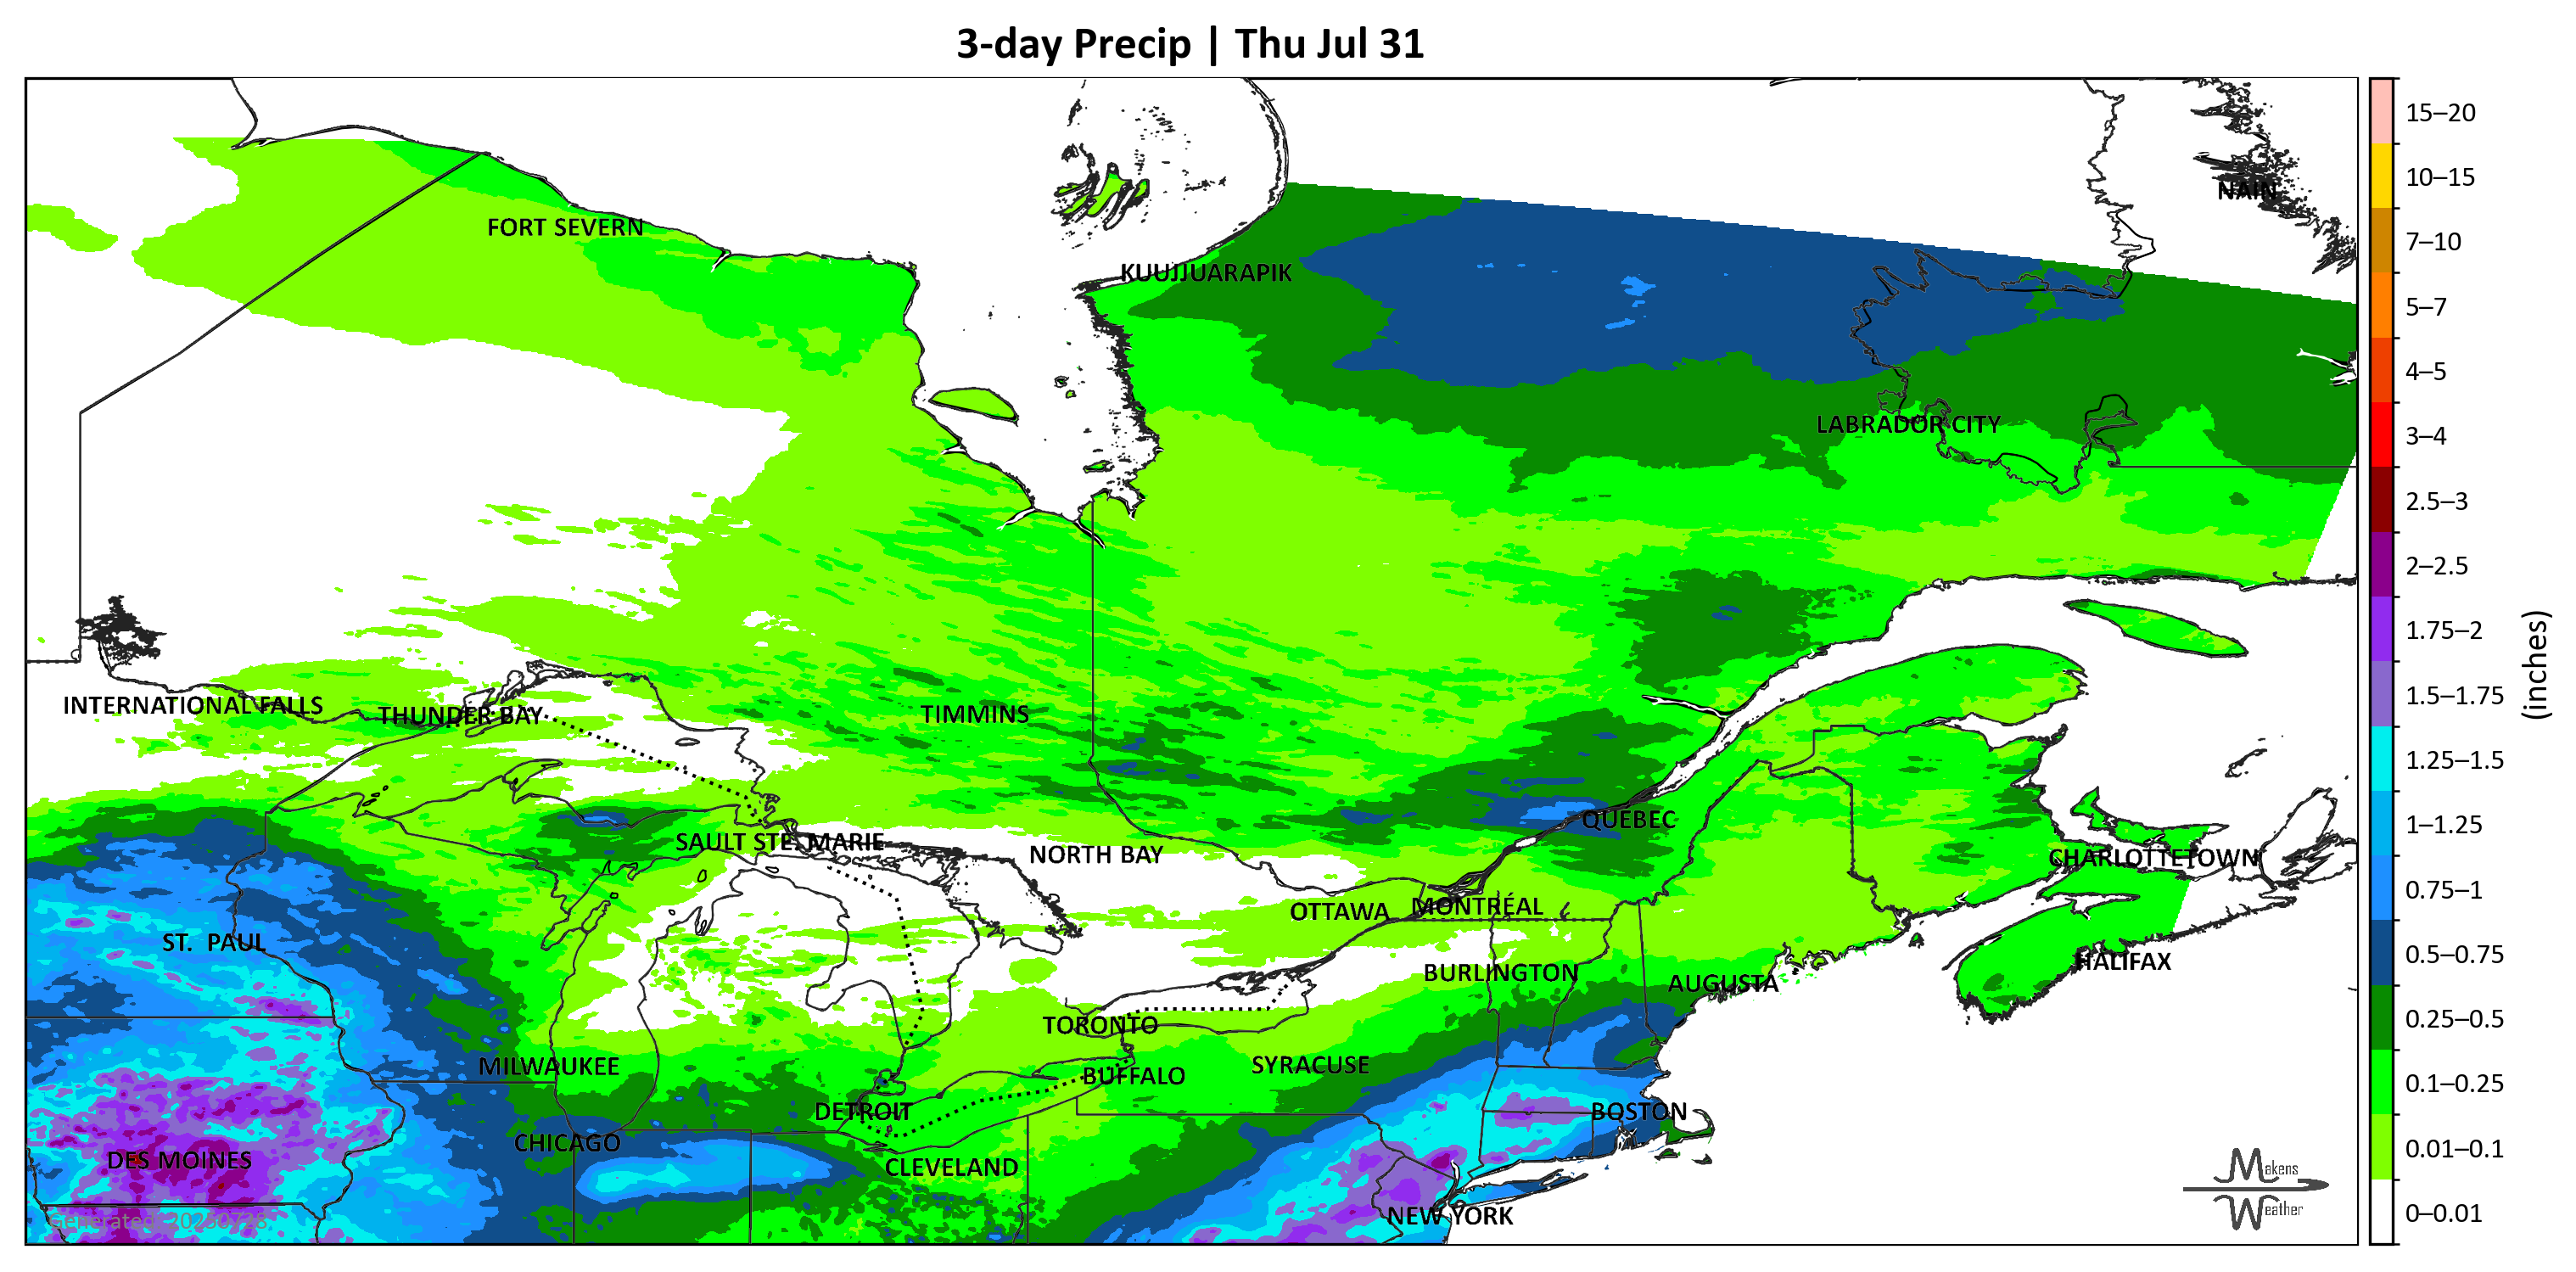 3-day Precip | Thu Jul 31
NAIN
FORT SEVERN
KUUJJUARAPIK
LABRADOR CITY
INTERNATIONAL FALLS
THUNDER BAY
TIMMINS
QUÉBEC
SAULT STE. MARIE
NORTH BAY
CHARLOTTETOWN
OTTAWA
MONTRÉAL
ST. PAUL
HALIFAX
BURLINGTON
AUGUSTA
TORONTO
MILWAUKEE
SYRACUSE
BUFFALO
DETROIT
BOSTON
CHICAGO
DES MOINES
CLEVELAND
NEW YORK
Generated: 20250728
Makens
Weather
15–20
10–15
7–10
5–7
4–5
3–4
2.5–3
2–2.5
1.75–2
1.5–1.75
1.25–1.5
1–1.25
0.75–1
0.5–0.75
0.25–0.5
0.1–0.25
0.01–0.1
0–0.01
(inches)